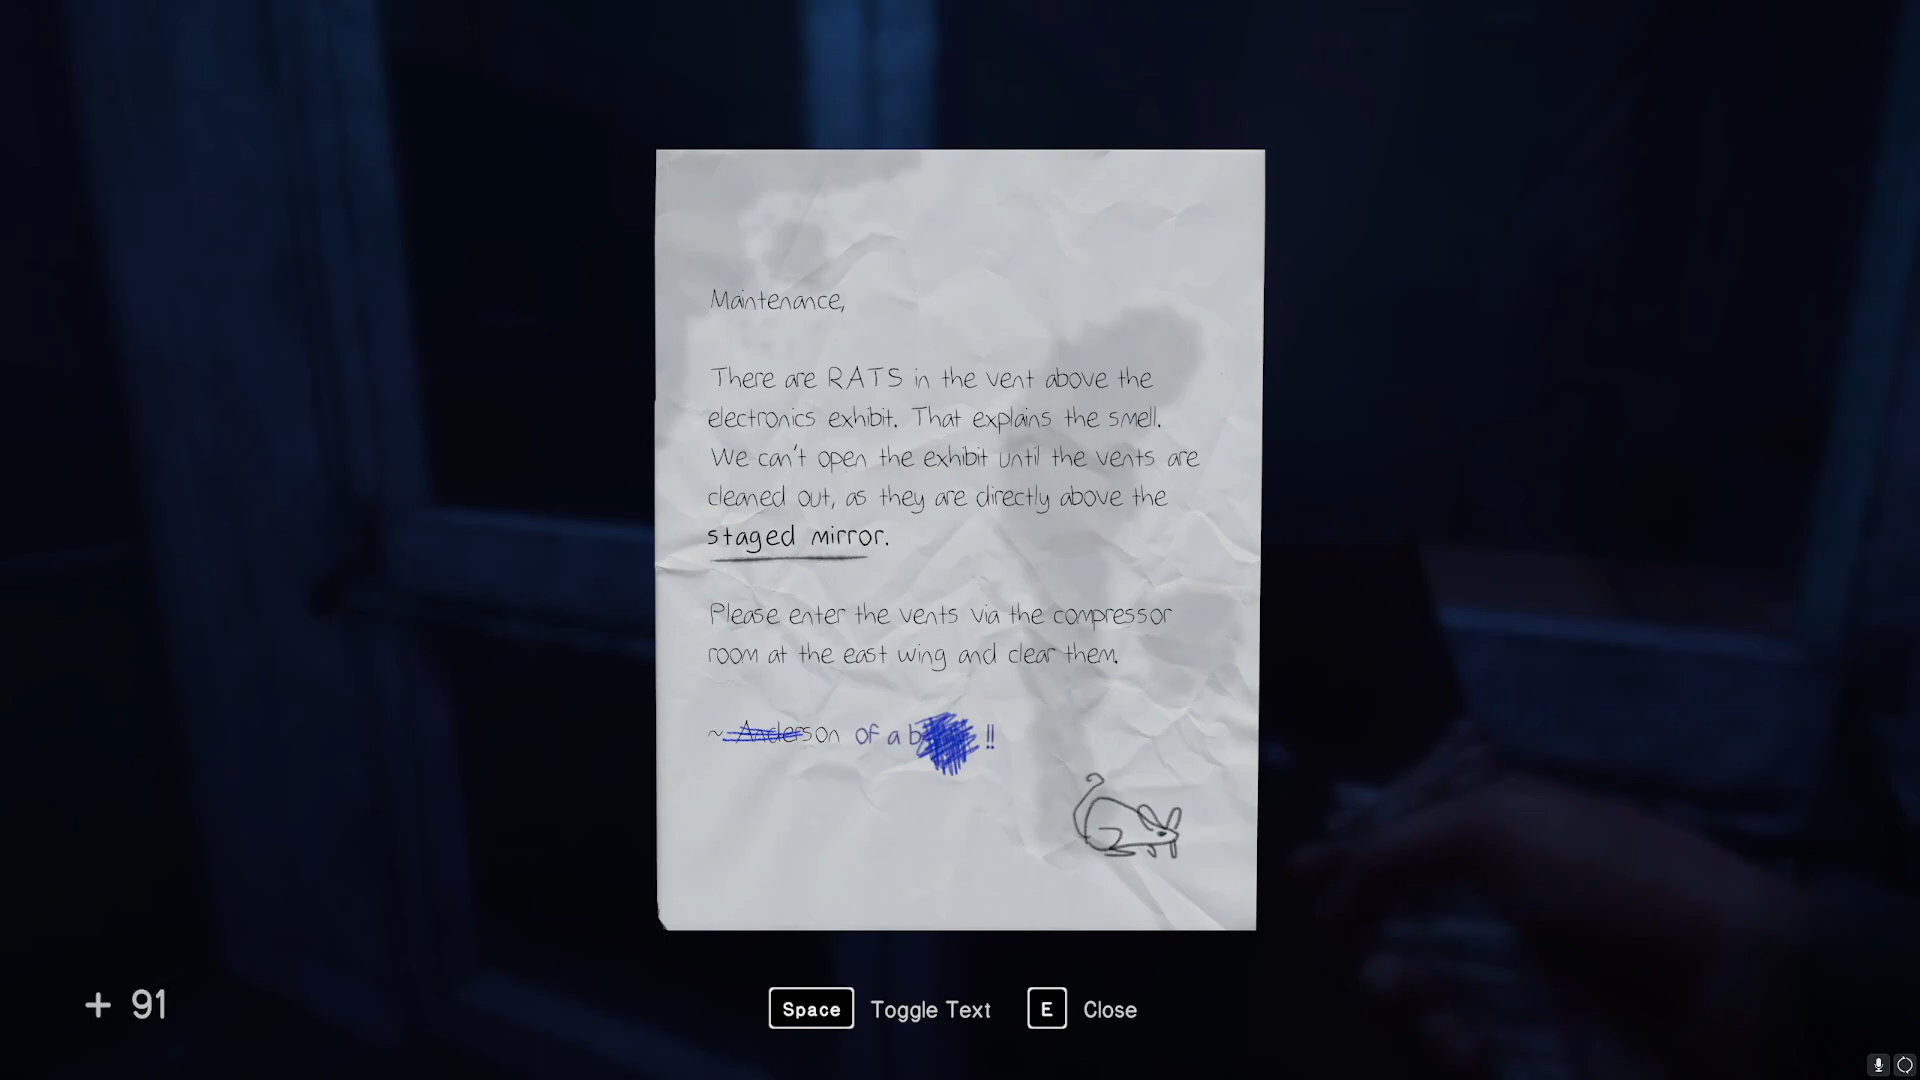 Maintenance,
There are RATS in the vent above the
electronics exhibit. That explains the smell.
We can't open the exhibit until the vents are
cleaned out, as they are directly above the
staged mirror.
Please enter the vents via the compressor
room at the east wing and clear them.
~ Anderson of a b !!
+ 91
Space Toggle Text E Close